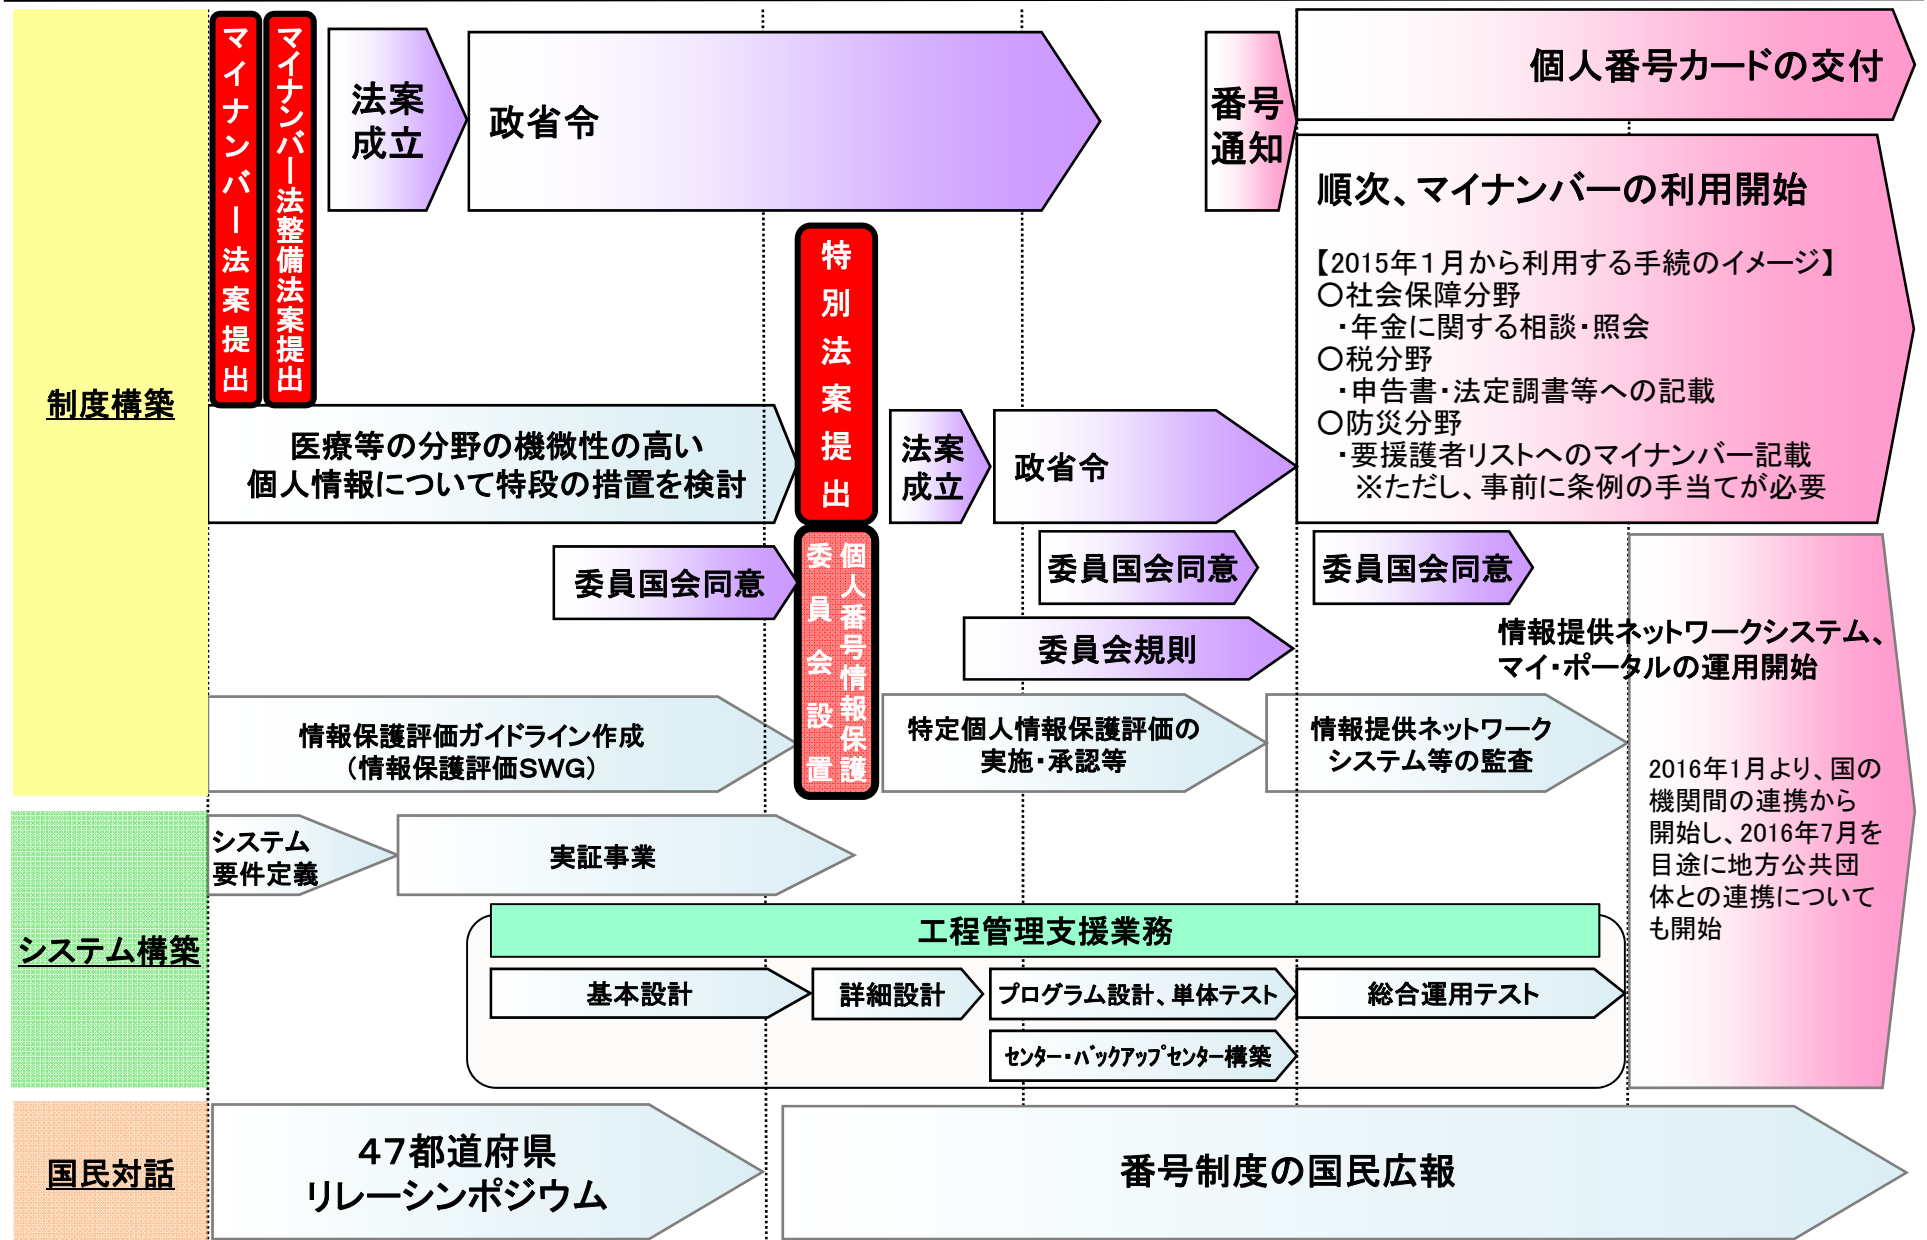 制度構築
マイナンバー法案提出
マイナンバー法整備法案提出
法案
成立
政省令
番号
通知
個人番号カードの交付
順次、マイナンバーの利用開始
【2015年１月から利用する手続のイメージ】
○社会保障分野
・年金に関する相談・照会
○税分野
・申告書・法定調書等への記載
○防災分野
・要援護者リストへのマイナンバー記載
※ただし、事前に条例の手当てが必要
医療等の分野の機微性の高い
個人情報について特段の措置を検討
特別法案提出
法案
成立
政省令
委員国会同意
個人番号情報保護
委員会設置
委員国会同意
委員国会同意
委員会規則
情報提供ネットワークシステム、
マイ・ポータルの運用開始
情報保護評価ガイドライン作成
（情報保護評価SWG）
特定個人情報保護評価の
実施・承認等
情報提供ネットワーク
システム等の監査
2016年1月より、国の
機関間の連携から
開始し、2016年7月を
目途に地方公共団
体との連携について
も開始
システム構築
システム
要件定義
実証事業
工程管理支援業務
基本設計
詳細設計
プログラム設計、単体テスト
総合運用テスト
ｾﾝﾀｰ・ﾊﾞｯｸｱｯﾌﾟｾﾝﾀｰ構築
国民対話
４７都道府県
リレーシンポジウム
番号制度の国民広報